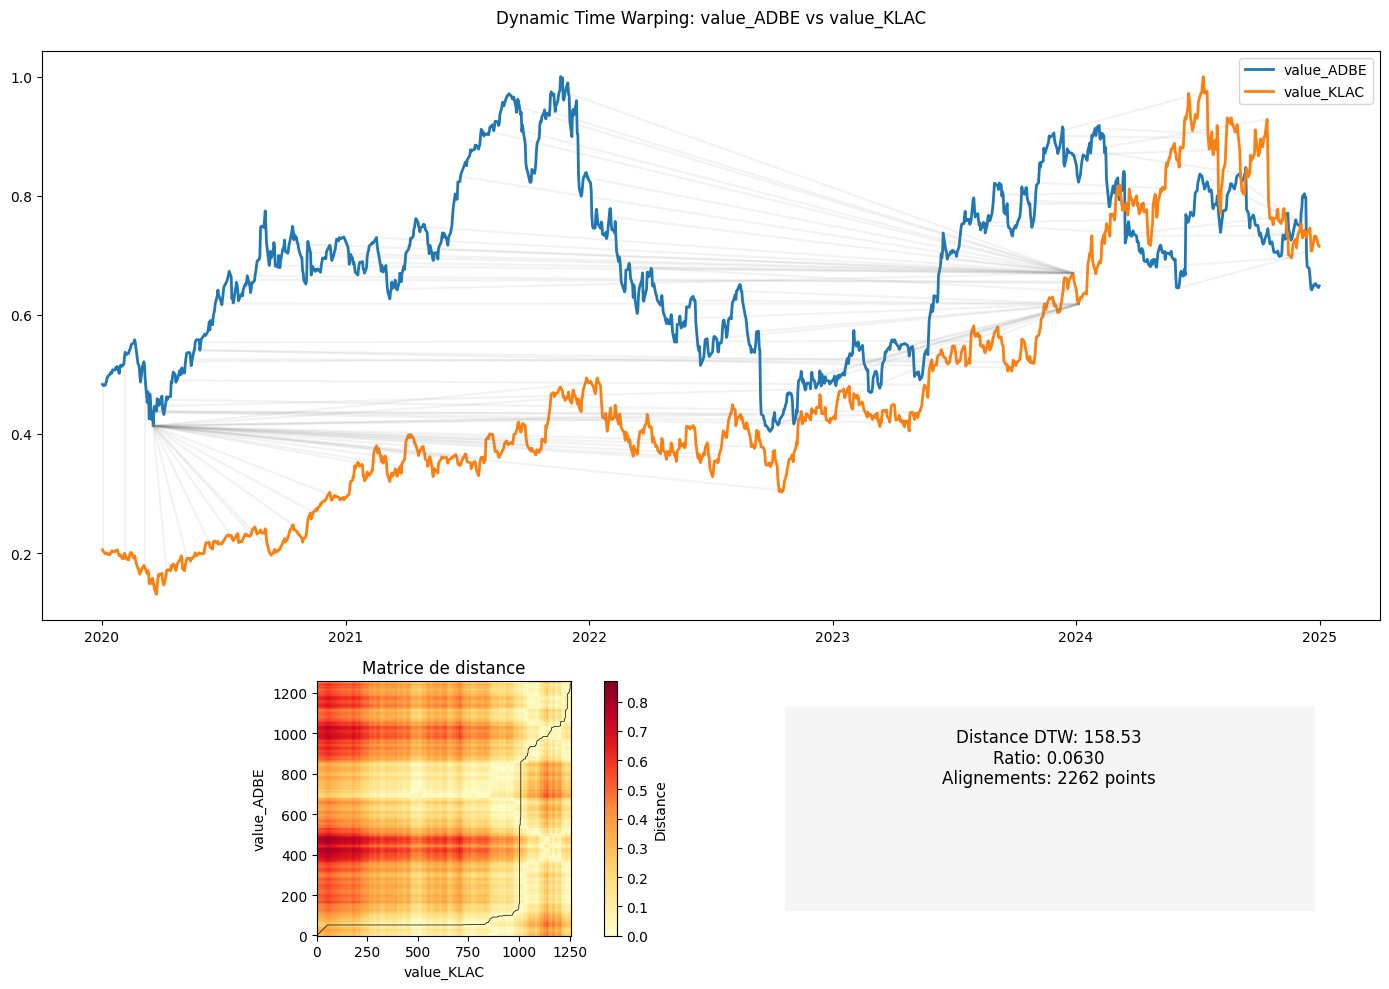 Dynamic Time Warping: value_ADBE vs value_KLAC
value_ADBE
value_KLAC
1.0
0.8
0.6
0.4
0.2
2020 2021 2022 2023 2024 2025
Matrice de distance
value_ADBE
1200
1000
800
600
400
200
0
0 250 500 750 1000 1250
value_KLAC
0.8
0.7
0.6
0.5
0.4
0.3
0.2
0.1
0.0
Distance
Distance DTW: 158.53
Ratio: 0.0630
Alignements: 2262 points